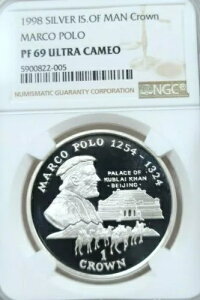 1998 SILVER IS.OF MAN Crown
MARCO POLO
PF 69 ULTRA CAMEO
5900822-005
NUMISMATIC GUARANTY CORPORATION
NGC
MARCO POLO 1254-1324
PALACE OF
KUBLAI KHAN
- BEIJING -
1
CROWN